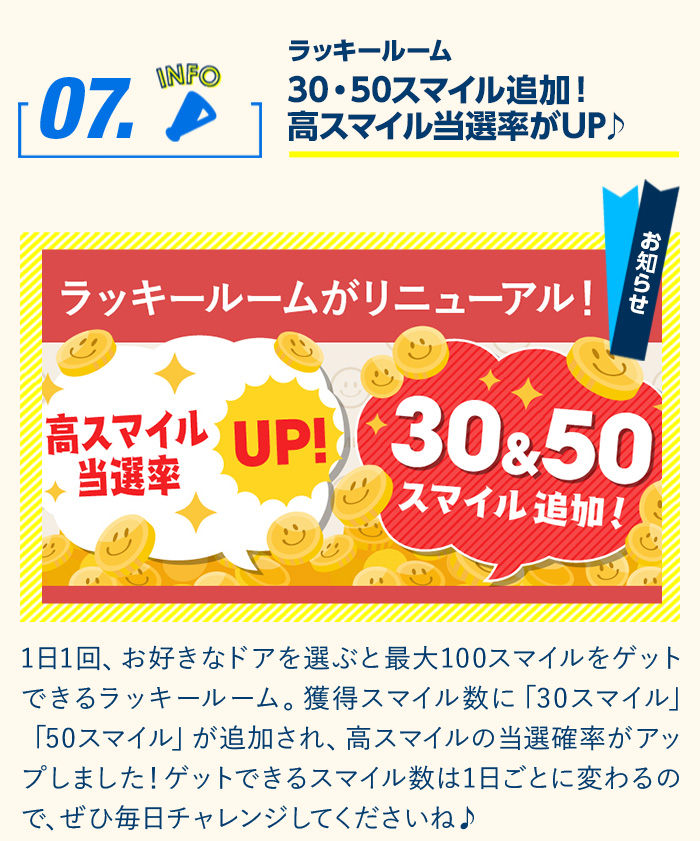 07.
INFO
ラッキールーム
30・50スマイル追加！
高スマイル当選率がUP♪
お知らせ
ラッキールームがリニューアル！
高スマイル
当選率
UP!
30&50
スマイル追加！
1日1回、お好きなドアを選ぶと最大100スマイルをゲット
できるラッキールーム。獲得スマイル数に「30スマイル」
「50スマイル」が追加され、高スマイルの当選確率がアッ
プしました！ゲットできるスマイル数は1日ごとに変わるの
で、ぜひ毎日チャレンジしてくださいね♪